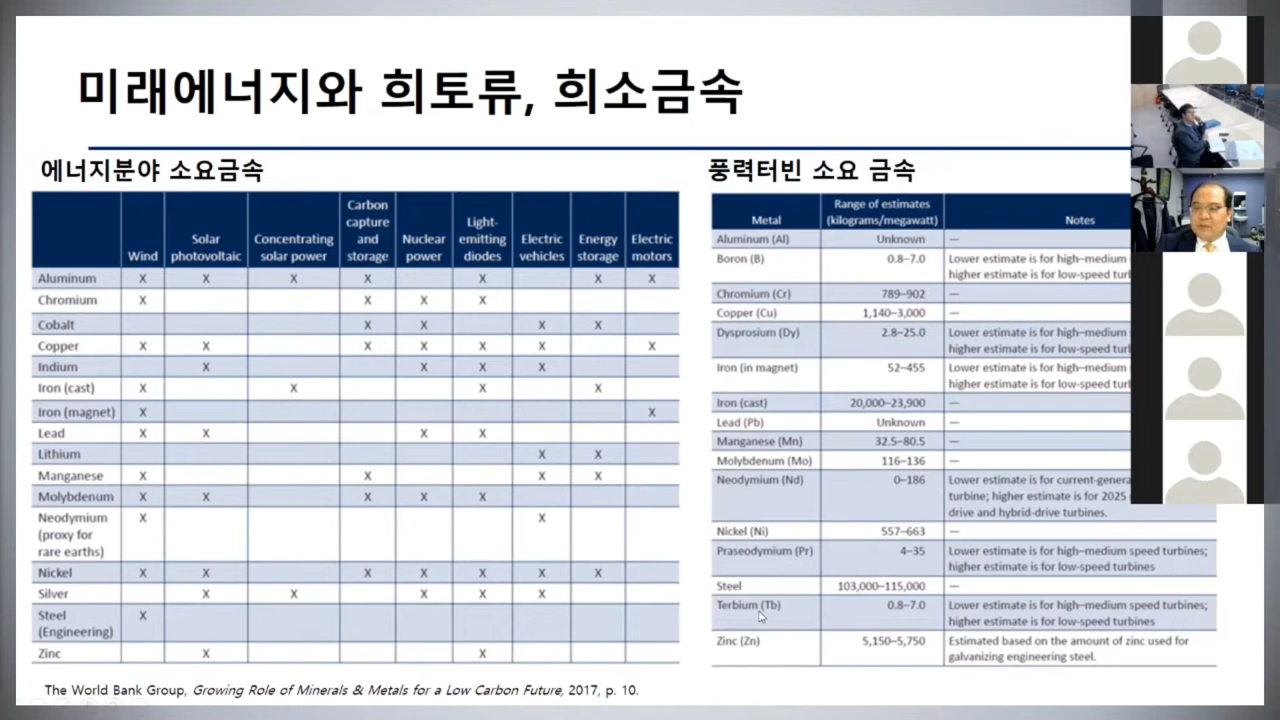 미래에너지와 희토류, 희소금속
에너지분야 소요금속
Wind Solar photovoltaic Concentrating solar power Carbon capture and storage Nuclear power Light-emitting diodes Electric vehicles Energy storage Electric motors
Aluminum X X X X X X X
Chromium X X X X
Cobalt X X X X
Copper X X X X X X X
Indium X X X X
Iron (cast) X X X X
Iron (magnet) X X
Lead X X X X
Lithium X X
Manganese X X X X
Molybdenum X X X X X
Neodymium (proxy for rare earths) X X
Nickel X X X X X X X
Silver X X X X X
Steel (Engineering) X
Zinc X X
The World Bank Group, Growing Role of Minerals & Metals for a Low Carbon Future, 2017, p. 10.
풍력터빈 소요 금속
Metal Range of estimates (kilograms/megawatt) Notes
Aluminum (Al) Unknown —
Boron (B) 0.8–7.0 Lower estimate is for high–medium
higher estimate is for low-speed
Chromium (Cr) 789–902 —
Copper (Cu) 1,140–3,000 —
Dysprosium (Dy) 2.8–25.0 Lower estimate is for high–medium
higher estimate is for low-speed
Iron (in magnet) 52–455 Lower estimate is for high–medium
higher estimate is for low-speed
Iron (cast) 20,000–23,900 —
Lead (Pb) Unknown —
Manganese (Mn) 32.5–80.5 —
Molybdenum (Mo) 116–136 —
Neodymium (Nd) 0–186 Lower estimate is for
turbine; higher estimate is for 2025
drive and hybrid-drive turbines.
Nickel (Ni) 557–663 —
Praseodymium (Pr) 4–35 Lower estimate is for high–medium speed turbines;
higher estimate is for low-speed turbines
Steel 103,000–115,000 —
Terbium (Tb) 0.8–7.0 Lower estimate is for high–medium speed turbines;
higher estimate is for low-speed turbines
Zinc (Zn) 5,150–5,750 Estimated based on the amount of zinc used for
galvanizing engineering steel.